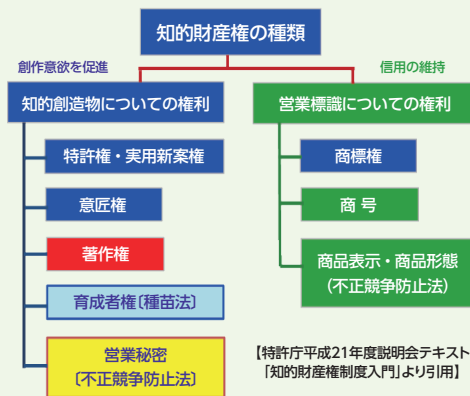 知的財産権の種類
創作意欲を促進
信用の維持
知的創造物についての権利
営業標識についての権利
特許権・実用新案権
意匠権
著作権
育成者権〔種苗法〕
営業秘密
〔不正競争防止法〕
商標権
商 号
商品表示・商品形態
(不正競争防止法)
【特許庁平成21年度説明会テキスト
「知的財産権制度入門」より引用】